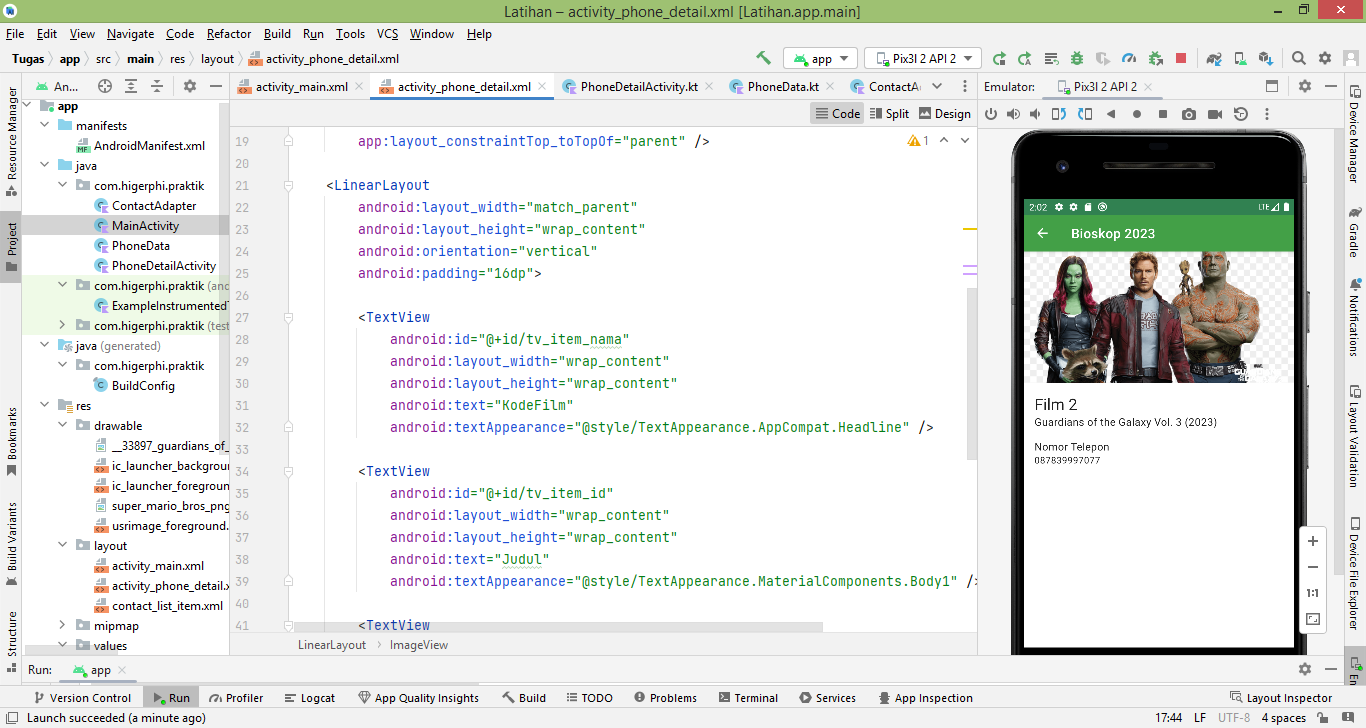 Latihan – activity_phone_detail.xml [Latihan.app.main]
File Edit View Navigate Code Refactor Build Run Tools VCS Window Help
Tugas app src main res layout activity_phone_detail.xml
app
Pix3l 2 API 2
An...
activity_main.xml
activity_phone_detail.xml
PhoneDetailActivity.kt
PhoneData.kt
ContactA
Emulator: Pix3l 2 API 2
Code Split Design
Resource Manager
Project
Bookmarks
Build Variants
Structure
app
manifests
AndroidManifest.xml
java
com.higerphi.praktik
ContactAdapter
MainActivity
PhoneData
PhoneDetailActivity
com.higerphi.praktik (and
ExampleInstrumentedT
com.higerphi.praktik (test
java (generated)
com.higerphi.praktik
BuildConfig
res
drawable
__33897_guardians_of_
ic_launcher_backgroun
ic_launcher_foregroun
super_mario_bros_png
usrimage_foreground.
layout
activity_main.xml
activity_phone_detail.x
contact_list_item.xml
mipmap
values
19 app:layout_constraintTop_toTopOf="parent" />
20
21 <LinearLayout
22 android:layout_width="match_parent"
23 android:layout_height="wrap_content"
24 android:orientation="vertical"
25 android:padding="16dp">
26
27 <TextView
28 android:id="@+id/tv_item_nama"
29 android:layout_width="wrap_content"
30 android:layout_height="wrap_content"
31 android:text="KodeFilm"
32 android:textAppearance="@style/TextAppearance.AppCompat.Headline" />
33
34 <TextView
35 android:id="@+id/tv_item_id"
36 android:layout_width="wrap_content"
37 android:layout_height="wrap_content"
38 android:text="Judul"
39 android:textAppearance="@style/TextAppearance.MaterialComponents.Body1" />
40
41 <TextView
1
LinearLayout ImageView
2:02 LTE
Bioskop 2023
Film 2
Guardians of the Galaxy Vol. 3 (2023)
Nomor Telepon
087839997077
1:1
Device Manager
Gradle
Notifications
Layout Validation
Device File Explorer
Run: app
Version Control Run Profiler Logcat App Quality Insights Build TODO Problems Terminal Services App Inspection Layout Inspector
Launch succeeded (a minute ago)
17:44 LF UTF-8 4 spaces